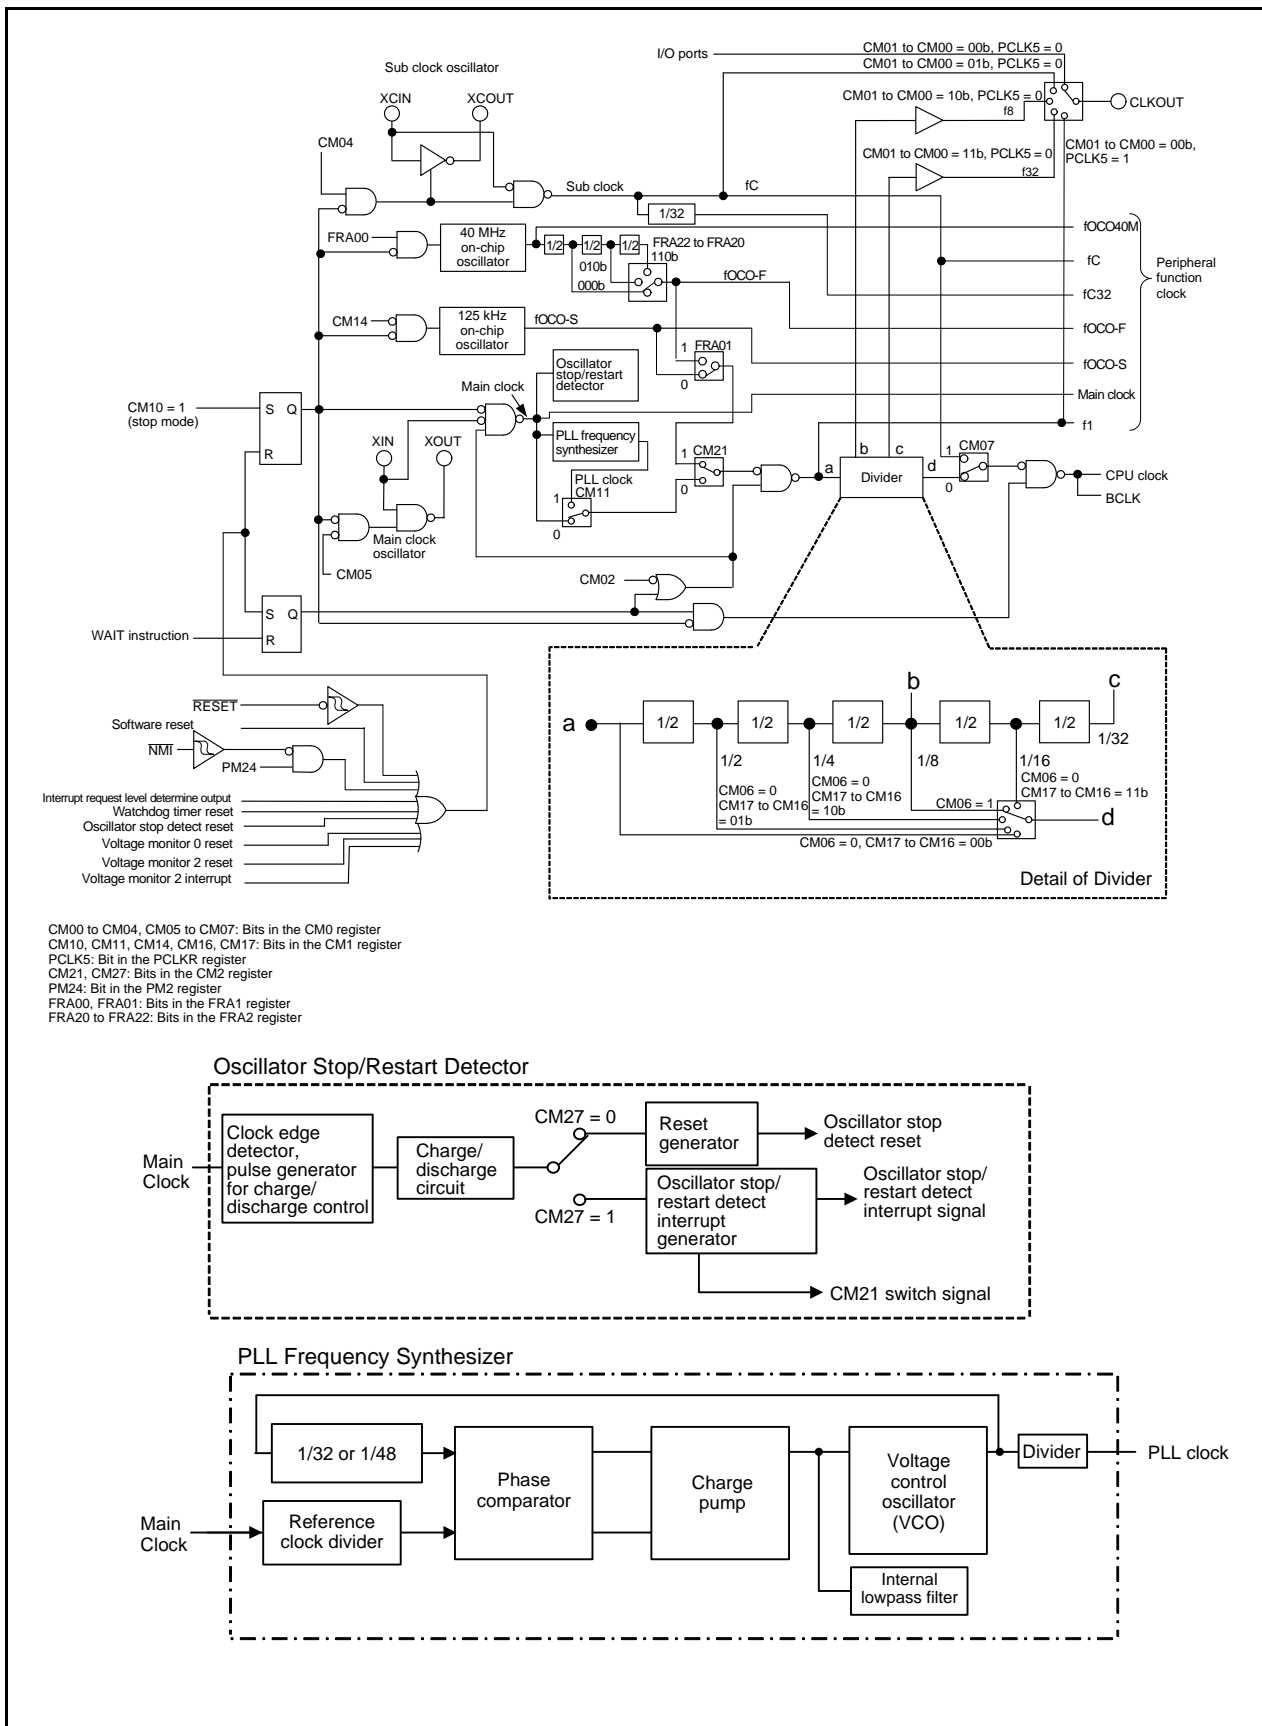 I/O ports
CM01 to CM00 = 00b, PCLK5 = 0
CM01 to CM00 = 01b, PCLK5 = 0
Sub clock oscillator
XCIN
XCOUT
CM01 to CM00 = 10b, PCLK5 = 0
f8
CLKOUT
CM04
CM01 to CM00 = 11b, PCLK5 = 0
f32
CM01 to CM00 = 00b,
PCLK5 = 1
Sub clock
fC
1/32
FRA00
40 MHz
on-chip
oscillator
1/2
1/2
1/2
FRA22 to FRA20
110b
010b
000b
fOCO-F
fOCO40M
fC
fC32
fOCO-F
fOCO-S
Main clock
f1
Peripheral
function
clock
CM14
125 kHz
on-chip
oscillator
fOCO-S
1
FRA01
0
Oscillator
stop/restart
detector
Main clock
CM10 = 1
(stop mode)
S
Q
R
XIN
XOUT
PLL frequency
synthesizer
PLL clock
CM11
1
0
CM21
1
0
a
b
c
d
Divider
CM07
1
0
CPU clock
BCLK
Main clock
oscillator
CM05
CM02
S
Q
R
WAIT instruction
RESET
Software reset
NMI
PM24
Interrupt request level determine output
Watchdog timer reset
Oscillator stop detect reset
Voltage monitor 0 reset
Voltage monitor 2 reset
Voltage monitor 2 interrupt
a
1/2
1/2
1/2
b
1/2
1/2
c
1/32
1/2
1/4
1/8
1/16
CM06 = 0
CM17 to CM16
= 01b
CM06 = 0
CM17 to CM16
= 10b
CM06 = 1
CM06 = 0
CM17 to CM16 = 11b
d
CM06 = 0, CM17 to CM16 = 00b
Detail of Divider
CM00 to CM04, CM05 to CM07: Bits in the CM0 register
CM10, CM11, CM14, CM16, CM17: Bits in the CM1 register
PCLK5: Bit in the PCLKR register
CM21, CM27: Bits in the CM2 register
PM24: Bit in the PM2 register
FRA00, FRA01: Bits in the FRA1 register
FRA20 to FRA22: Bits in the FRA2 register
Oscillator Stop/Restart Detector
Main
Clock
Clock edge
detector,
pulse generator
for charge/
discharge control
Charge/
discharge
circuit
CM27 = 0
CM27 = 1
Reset
generator
Oscillator stop
detect reset
Oscillator stop/
restart detect
interrupt
generator
Oscillator stop/
restart detect
interrupt signal
CM21 switch signal
PLL Frequency Synthesizer
1/32 or 1/48
Main
Clock
Reference
clock divider
Phase
comparator
Charge
pump
Voltage
control
oscillator
(VCO)
Divider
PLL clock
Internal
lowpass filter